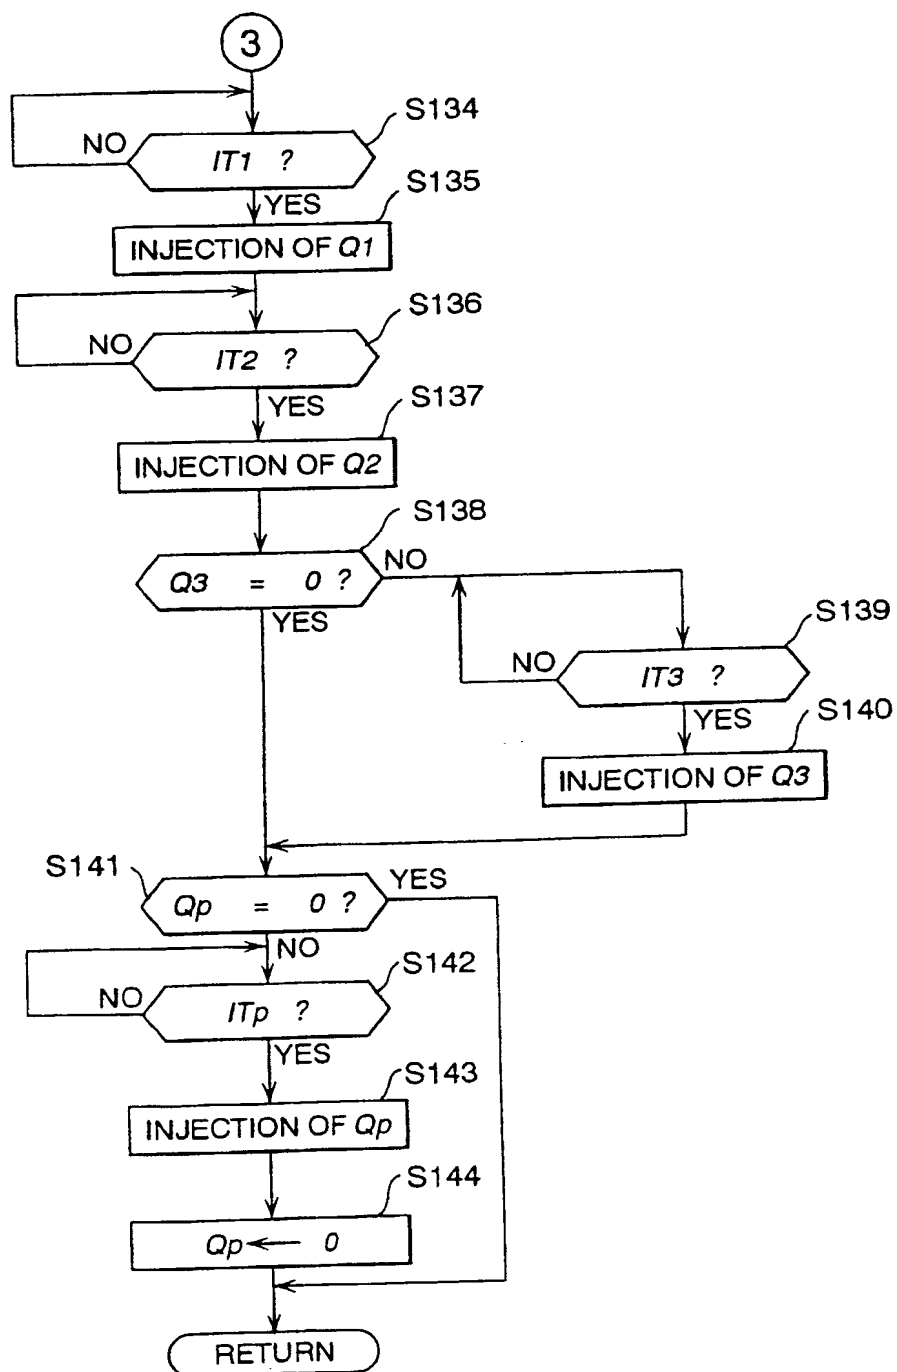 3
S134
NO
IT1 ?
YES
S135
INJECTION OF Q1
S136
NO
IT2 ?
YES
S137
INJECTION OF Q2
S138
Q3 = 0 ?
NO
YES
S139
NO
IT3 ?
YES
S140
INJECTION OF Q3
S141
Qp = 0 ?
YES
NO
S142
NO
ITp ?
YES
S143
INJECTION OF Qp
S144
Qp ← 0
RETURN